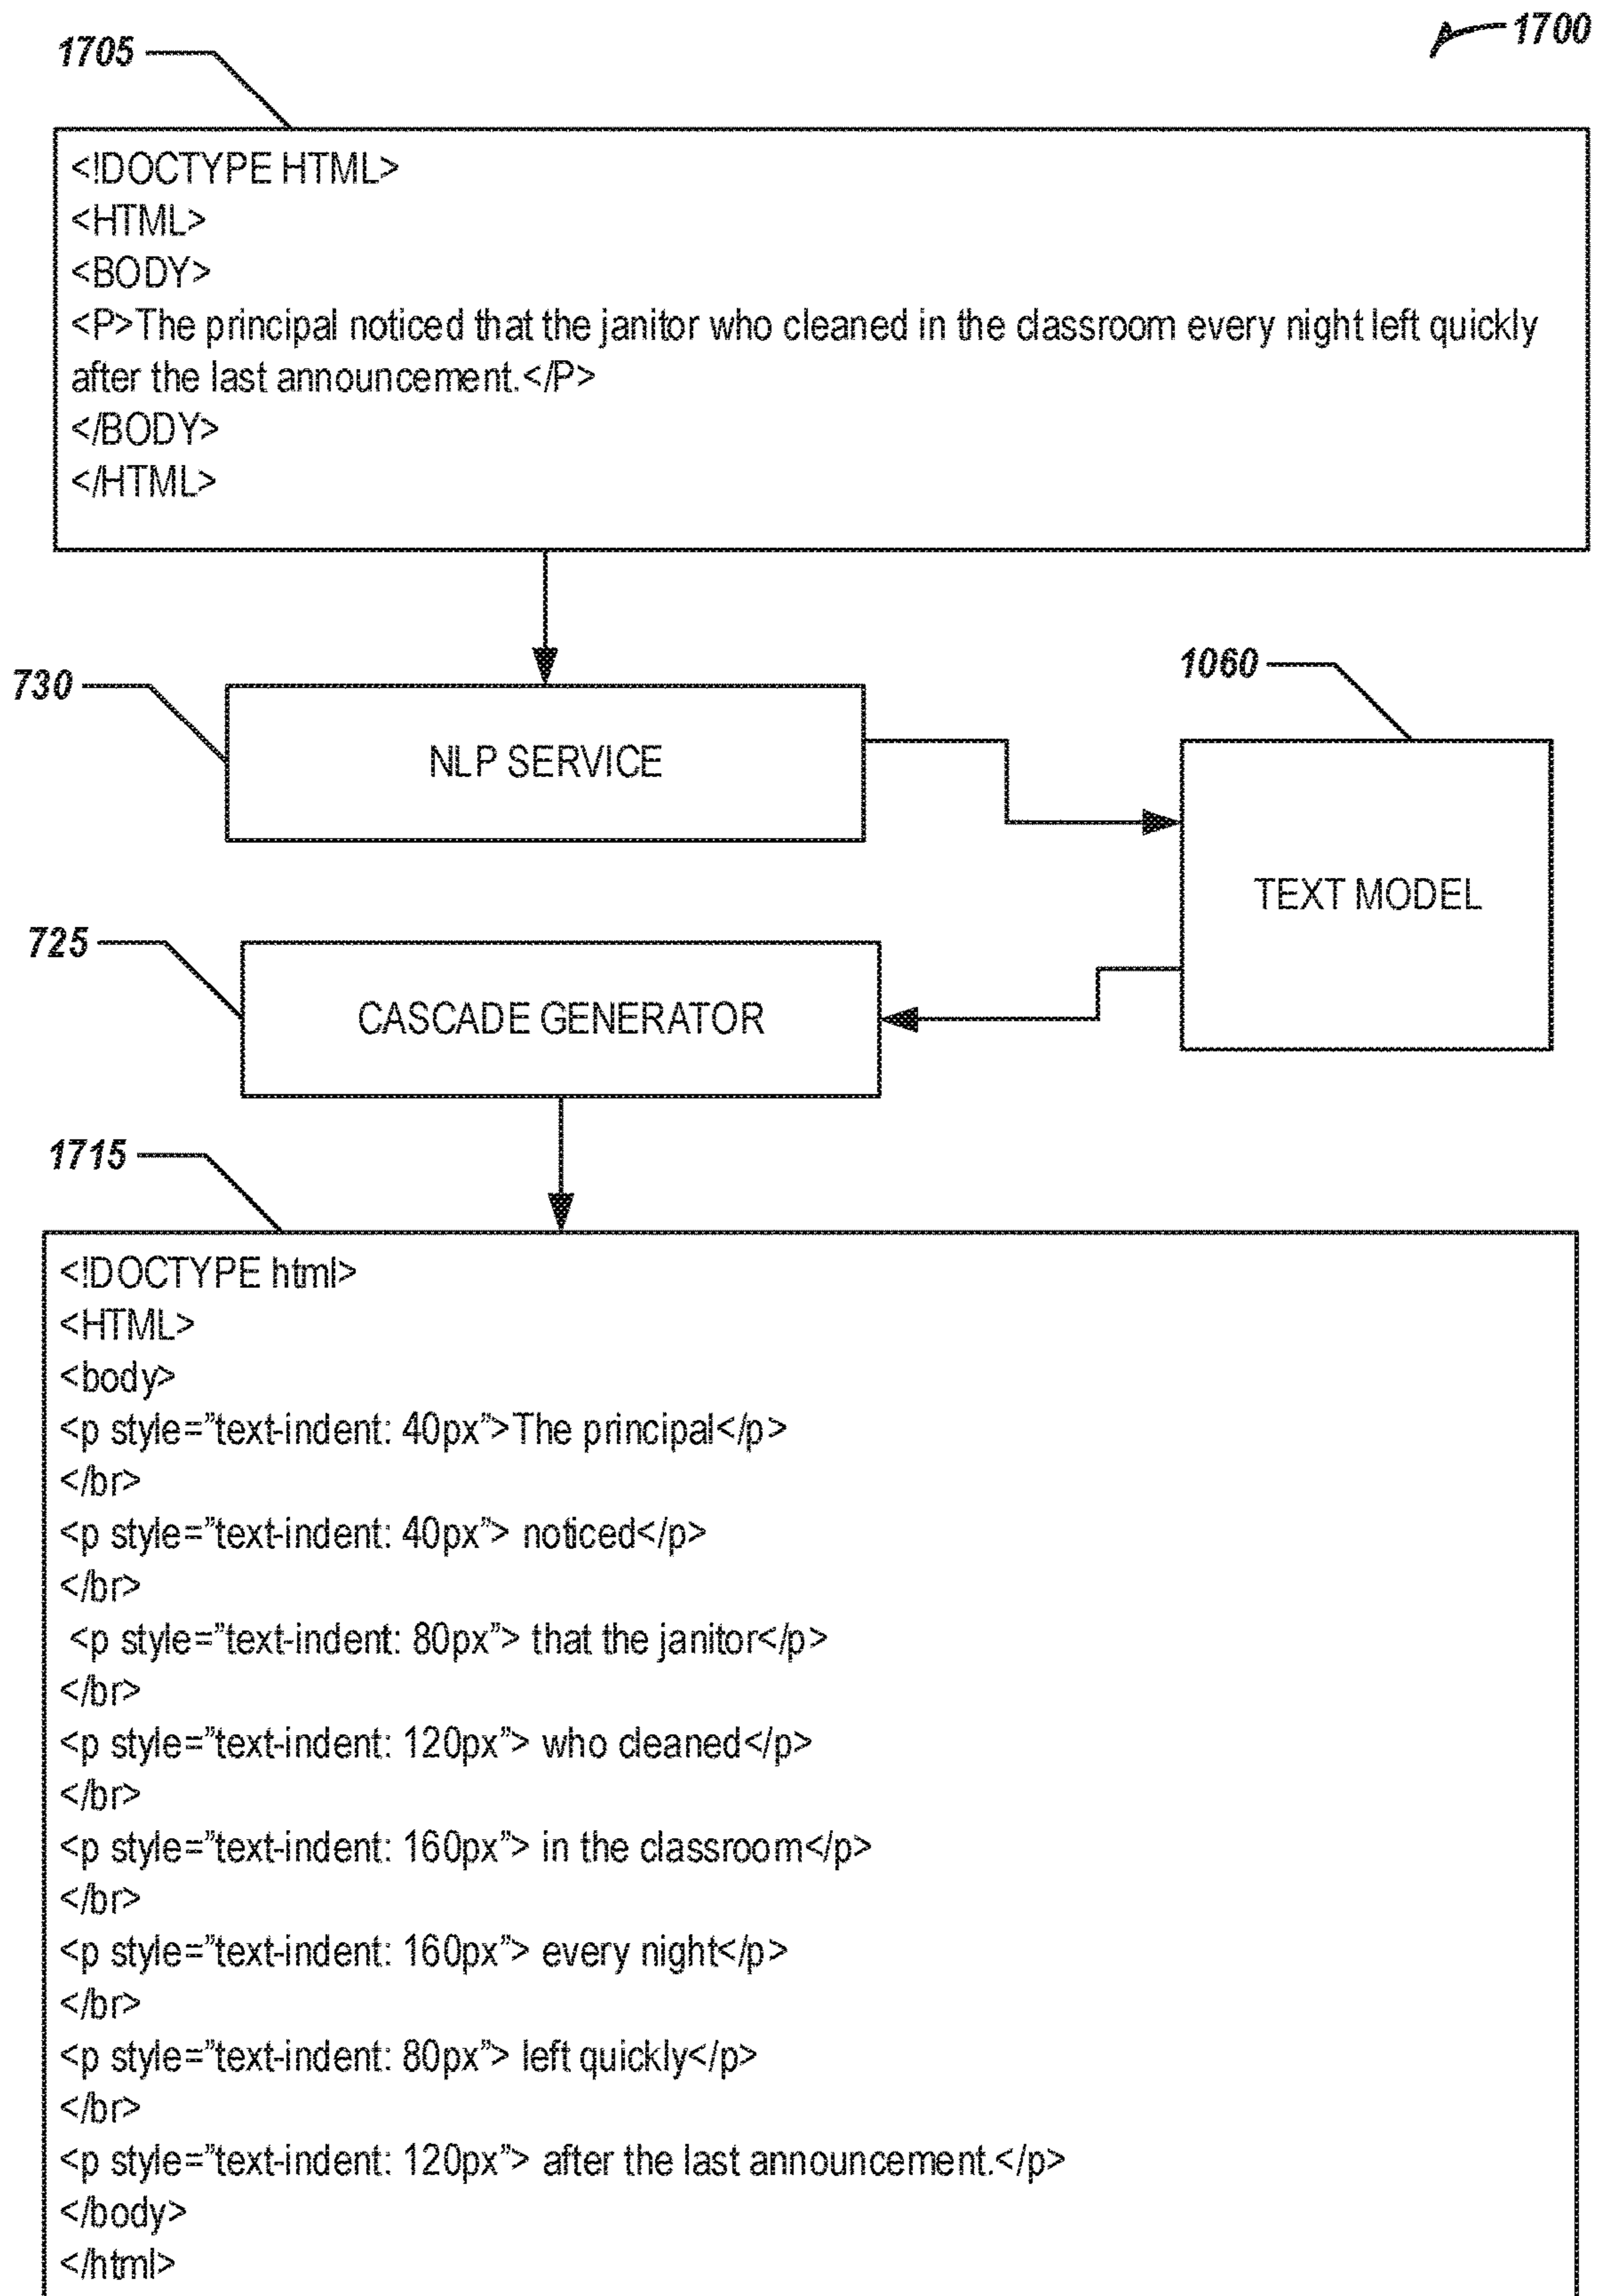 1700
1705
<!DOCTYPE HTML>
<HTML>
<BODY>
<P>The principal noticed that the janitor who cleaned in the classroom every night left quickly
after the last announcement.</P>
</BODY>
</HTML>
730
NLP SERVICE
1060
TEXT MODEL
725
CASCADE GENERATOR
1715
<!DOCTYPE html>
<HTML>
<body>
<p style=”text-indent: 40px”>The principal</p>
</br>
<p style=”text-indent: 40px”> noticed</p>
</br>
<p style=”text-indent: 80px”> that the janitor</p>
</br>
<p style=”text-indent: 120px”> who cleaned</p>
</br>
<p style=”text-indent: 160px”> in the classroom</p>
</br>
<p style=”text-indent: 160px”> every night</p>
</br>
<p style=”text-indent: 80px”> left quickly</p>
</br>
<p style=”text-indent: 120px”> after the last announcement.</p>
</body>
</html>